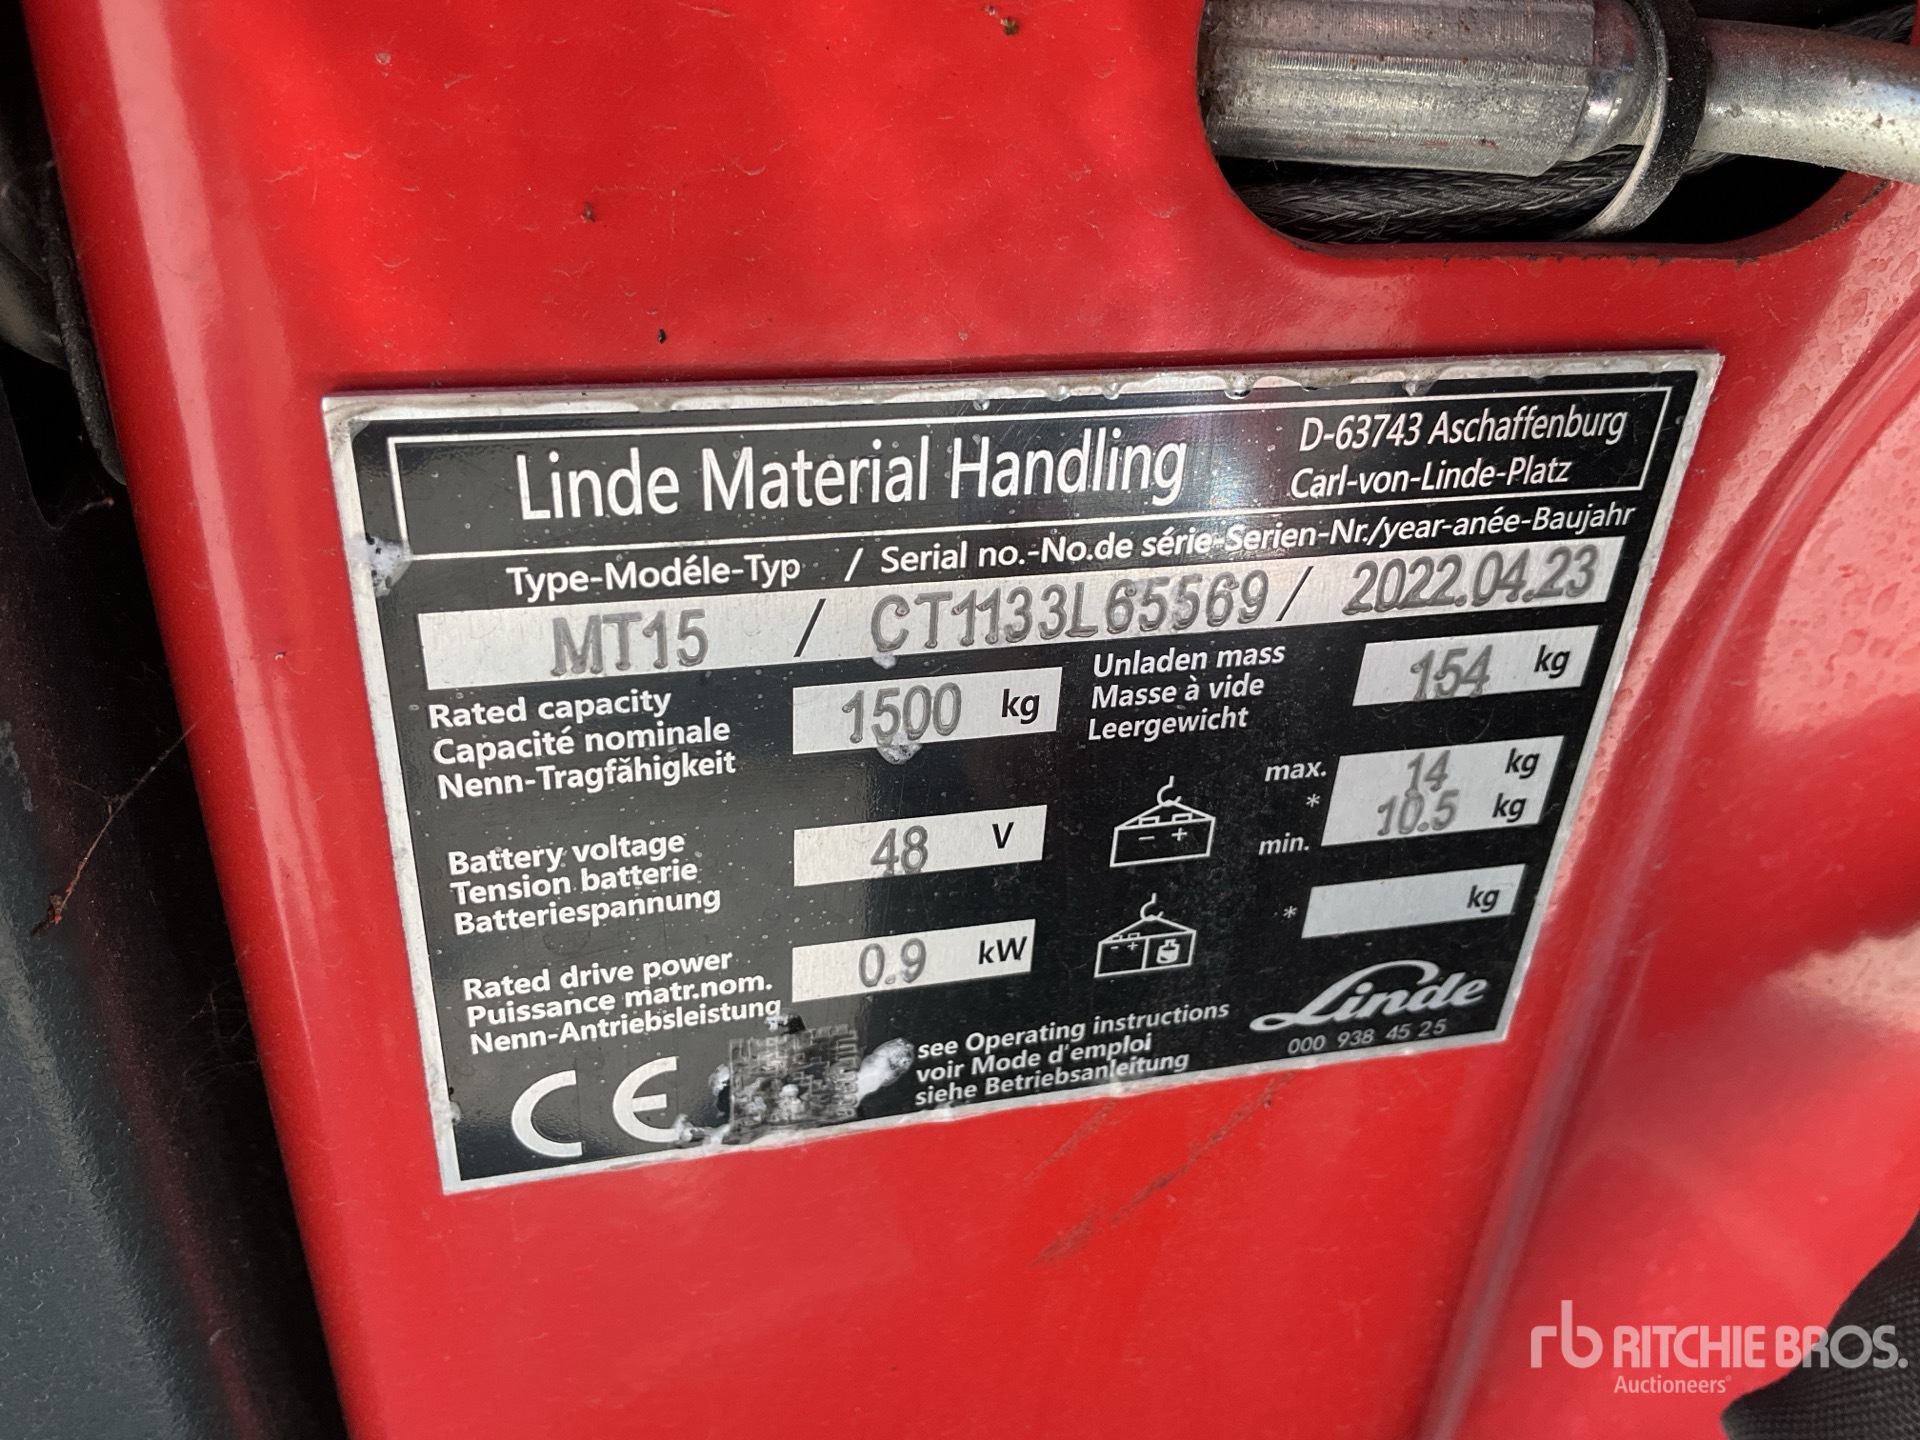 Linde Material Handling
D-63743 Aschaffenburg
Carl-von-Linde-Platz
Type-Modéle-Typ / Serial no.-No.de série-Serien-Nr./year-anée-Baujahr
MT15 / CT1133L65569 / 2022.04.23
Rated capacity
Capacité nominale
Nenn-Tragfähigkeit
1500 kg
Unladen mass
Masse à vide
Leergewicht
154 kg
Battery voltage
Tension batterie
Batteriespannung
48 V
max. 14 kg
*
min. 10.5 kg
Rated drive power
Puissance matr.nom.
Nenn-Antriebsleistung
0.9 kW
* kg
CE
see Operating instructions
voir Mode d'emploi
siehe Betriebsanleitung
Linde
000 938 45 25
rb RITCHIE BROS.
Auctioneers